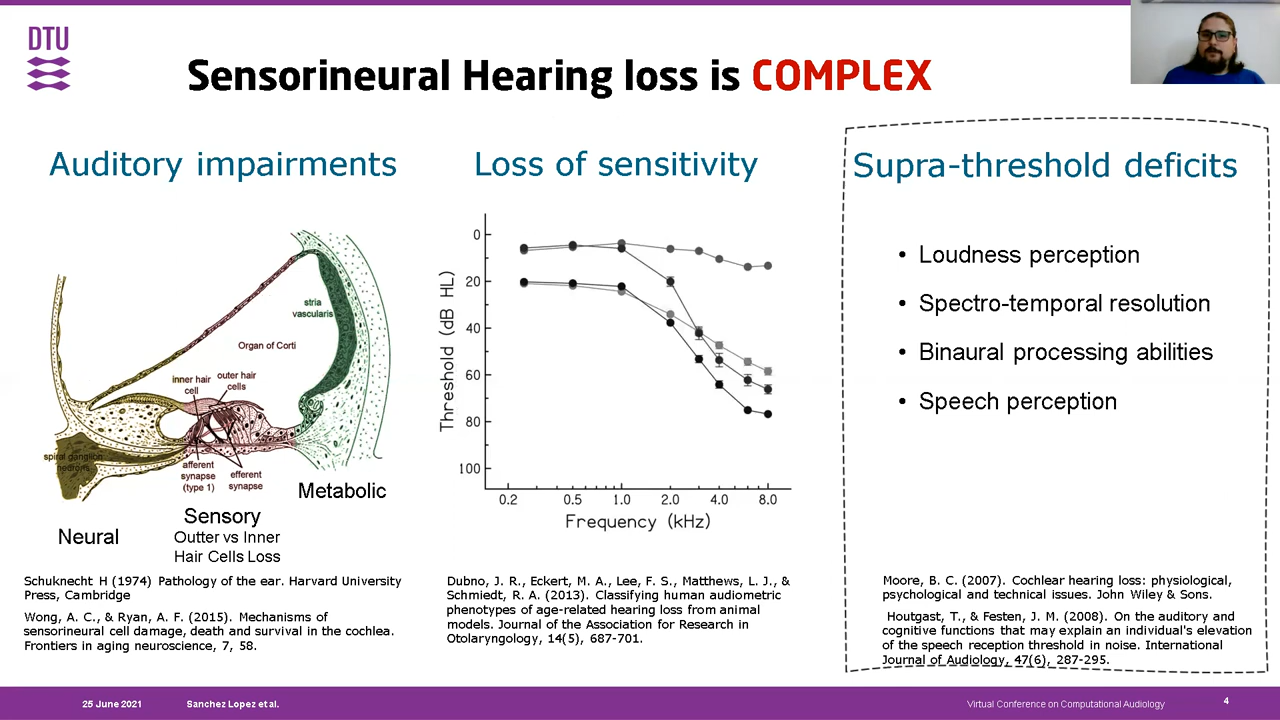 DTU
Sensorineural Hearing loss is COMPLEX
Auditory impairments
stria
vascularis
Organ of Corti
inner hair
cell
outer hair
cells
spiral ganglion
neurons
afferent
synapse
(type 1)
efferent
synapse
Metabolic
Sensory
Outter vs Inner
Hair Cells Loss
Neural
Schuknecht H (1974) Pathology of the ear. Harvard University
Press, Cambridge
Wong, A. C., & Ryan, A. F. (2015). Mechanisms of
sensorineural cell damage, death and survival in the cochlea.
Frontiers in aging neuroscience, 7, 58.
Loss of sensitivity
Threshold (dB HL)
0
20
40
60
80
100
0.2 0.5 1.0 2.0 4.0 8.0
Frequency (kHz)
Dubno, J. R., Eckert, M. A., Lee, F. S., Matthews, L. J., &
Schmiedt, R. A. (2013). Classifying human audiometric
phenotypes of age-related hearing loss from animal
models. Journal of the Association for Research in
Otolaryngology, 14(5), 687-701.
Supra-threshold deficits
• Loudness perception
• Spectro-temporal resolution
• Binaural processing abilities
• Speech perception
Moore, B. C. (2007). Cochlear hearing loss: physiological,
psychological and technical issues. John Wiley & Sons.
Houtgast, T., & Festen, J. M. (2008). On the auditory and
cognitive functions that may explain an individual's elevation
of the speech reception threshold in noise. International
Journal of Audiology, 47(6), 287-295.
25 June 2021 Sanchez Lopez et al. Virtual Conference on Computational Audiology 4